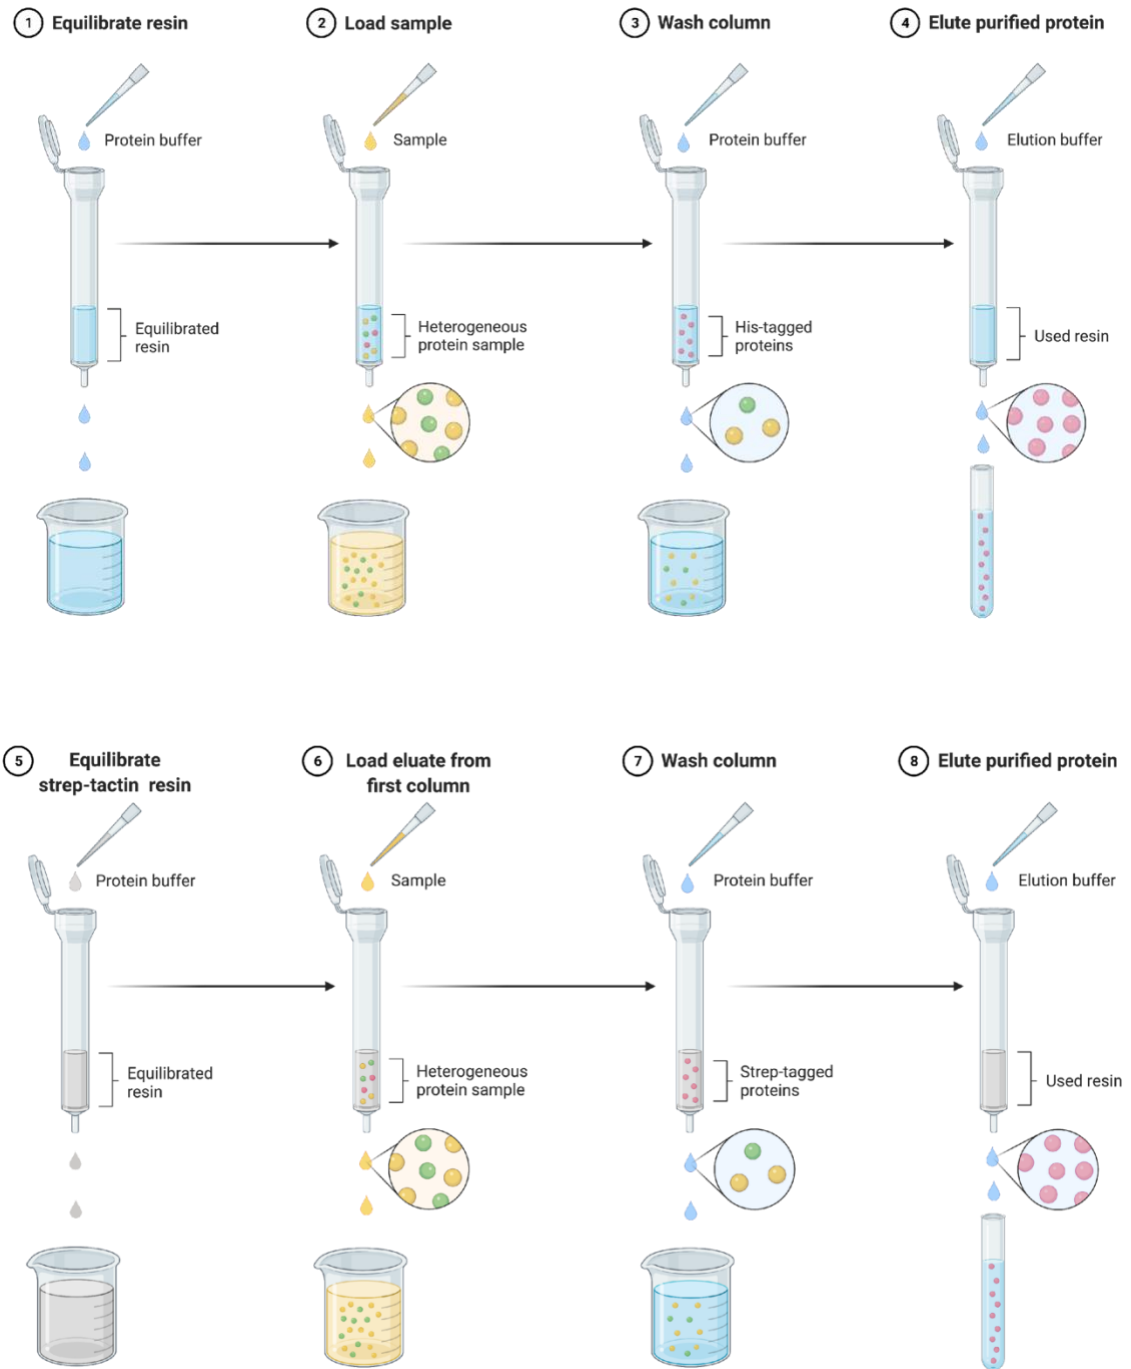 1 Equilibrate resin
2 Load sample
3 Wash column
4 Elute purified protein
Protein buffer
Sample
Protein buffer
Elution buffer
Equilibrated
resin
Heterogeneous
protein sample
His-tagged
proteins
Used resin
5 Equilibrate
strep-tactin resin
6 Load eluate from
first column
7 Wash column
8 Elute purified protein
Protein buffer
Sample
Protein buffer
Elution buffer
Equilibrated
resin
Heterogeneous
protein sample
Strep-tagged
proteins
Used resin